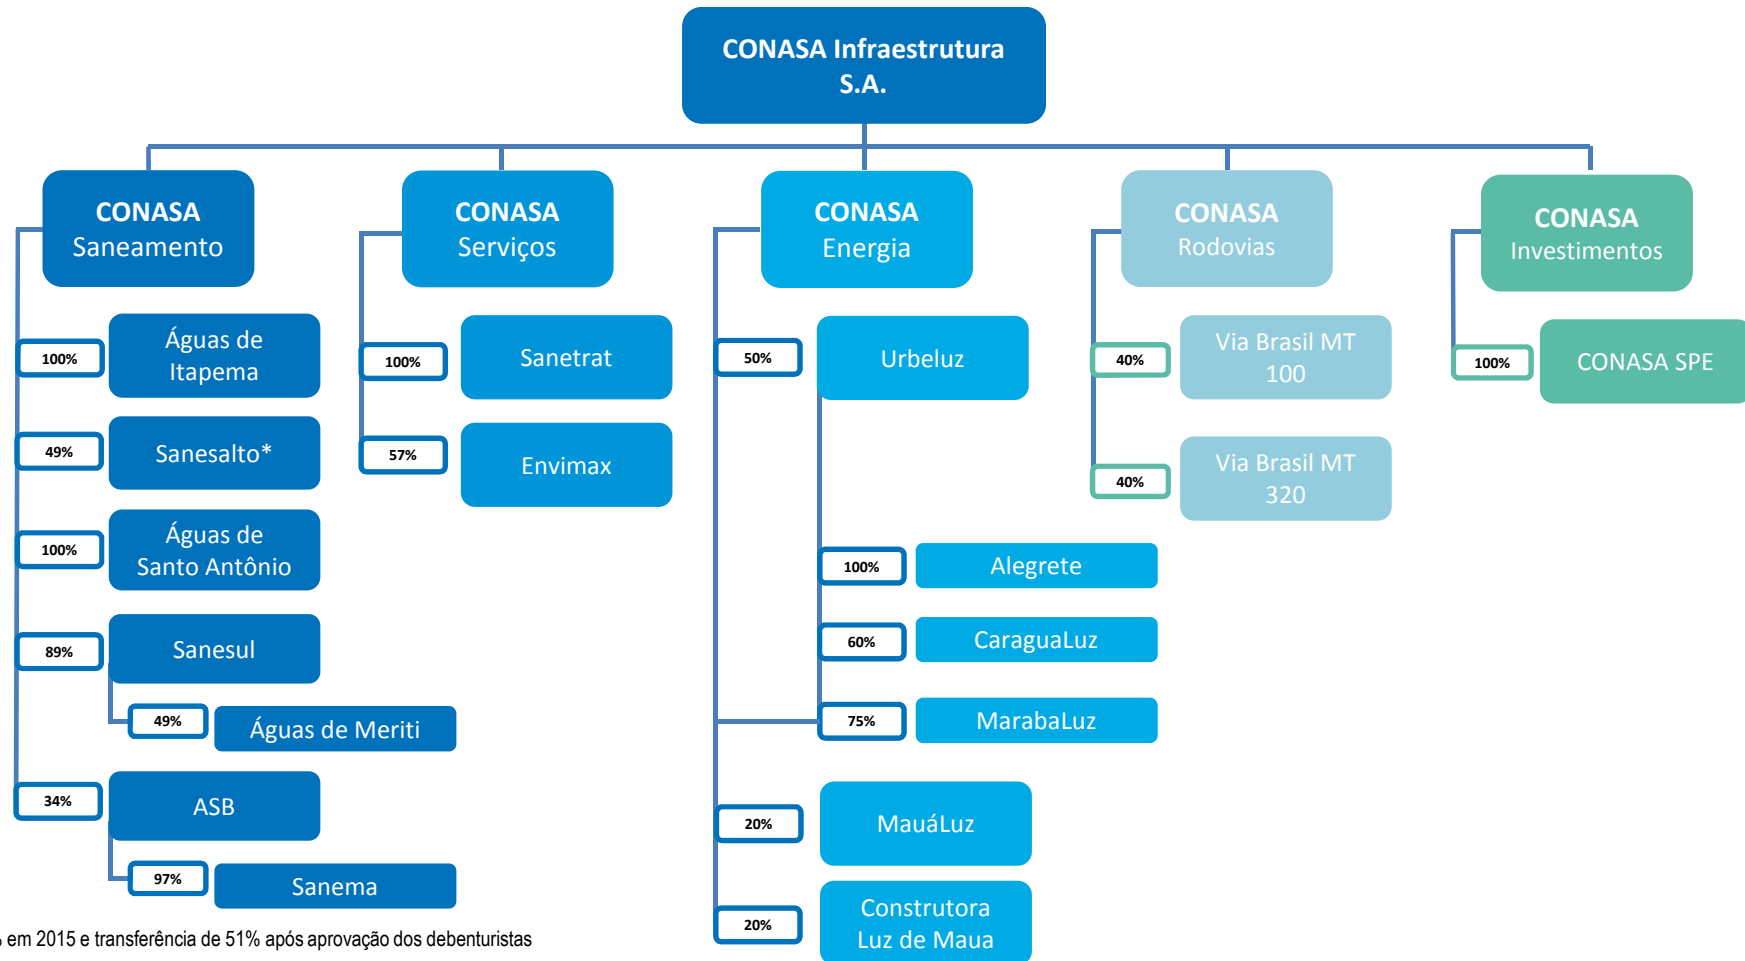 CONASA Infraestrutura
S.A.
CONASA
Saneamento
100%
Águas de
Itapema
49%
Sanesalto*
100%
Águas de
Santo Antônio
89%
Sanesul
49%
Águas de Meriti
34%
ASB
97%
Sanema
CONASA
Serviços
100%
Sanetrat
57%
Envimax
CONASA
Energia
50%
Urbeluz
100%
Alegrete
60%
CaraguaLuz
75%
MarabaLuz
20%
MauáLuz
20%
Construtora
Luz de Maua
CONASA
Rodovias
40%
Via Brasil MT
100
40%
Via Brasil MT
320
CONASA
Investimentos
100%
CONASA SPE
em 2015 e transferência de 51% após aprovação dos debenturistas